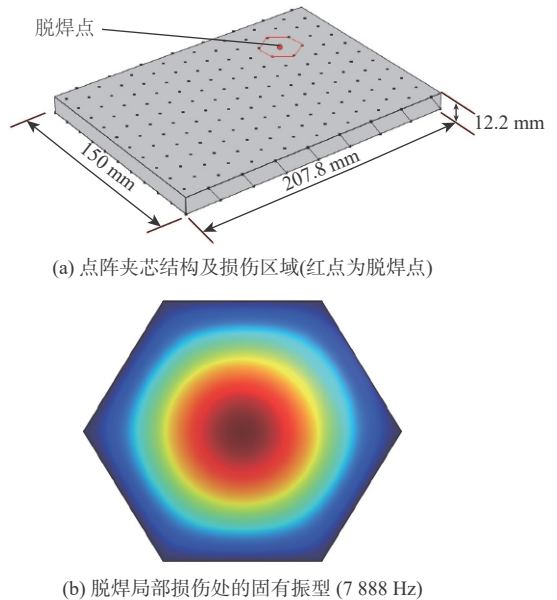 脱焊点
12.2 mm
150 mm
207.8 mm
(a) 点阵夹芯结构及损伤区域(红点为脱焊点)
(b) 脱焊局部损伤处的固有振型 (7 888 Hz)